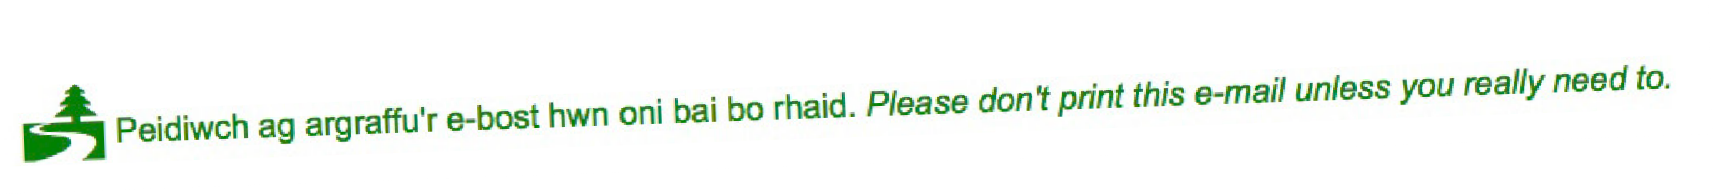 Peidiwch ag argraffu'r e-bost hwn oni bai bo rhaid. Please don't print this e-mail unless you really need to.